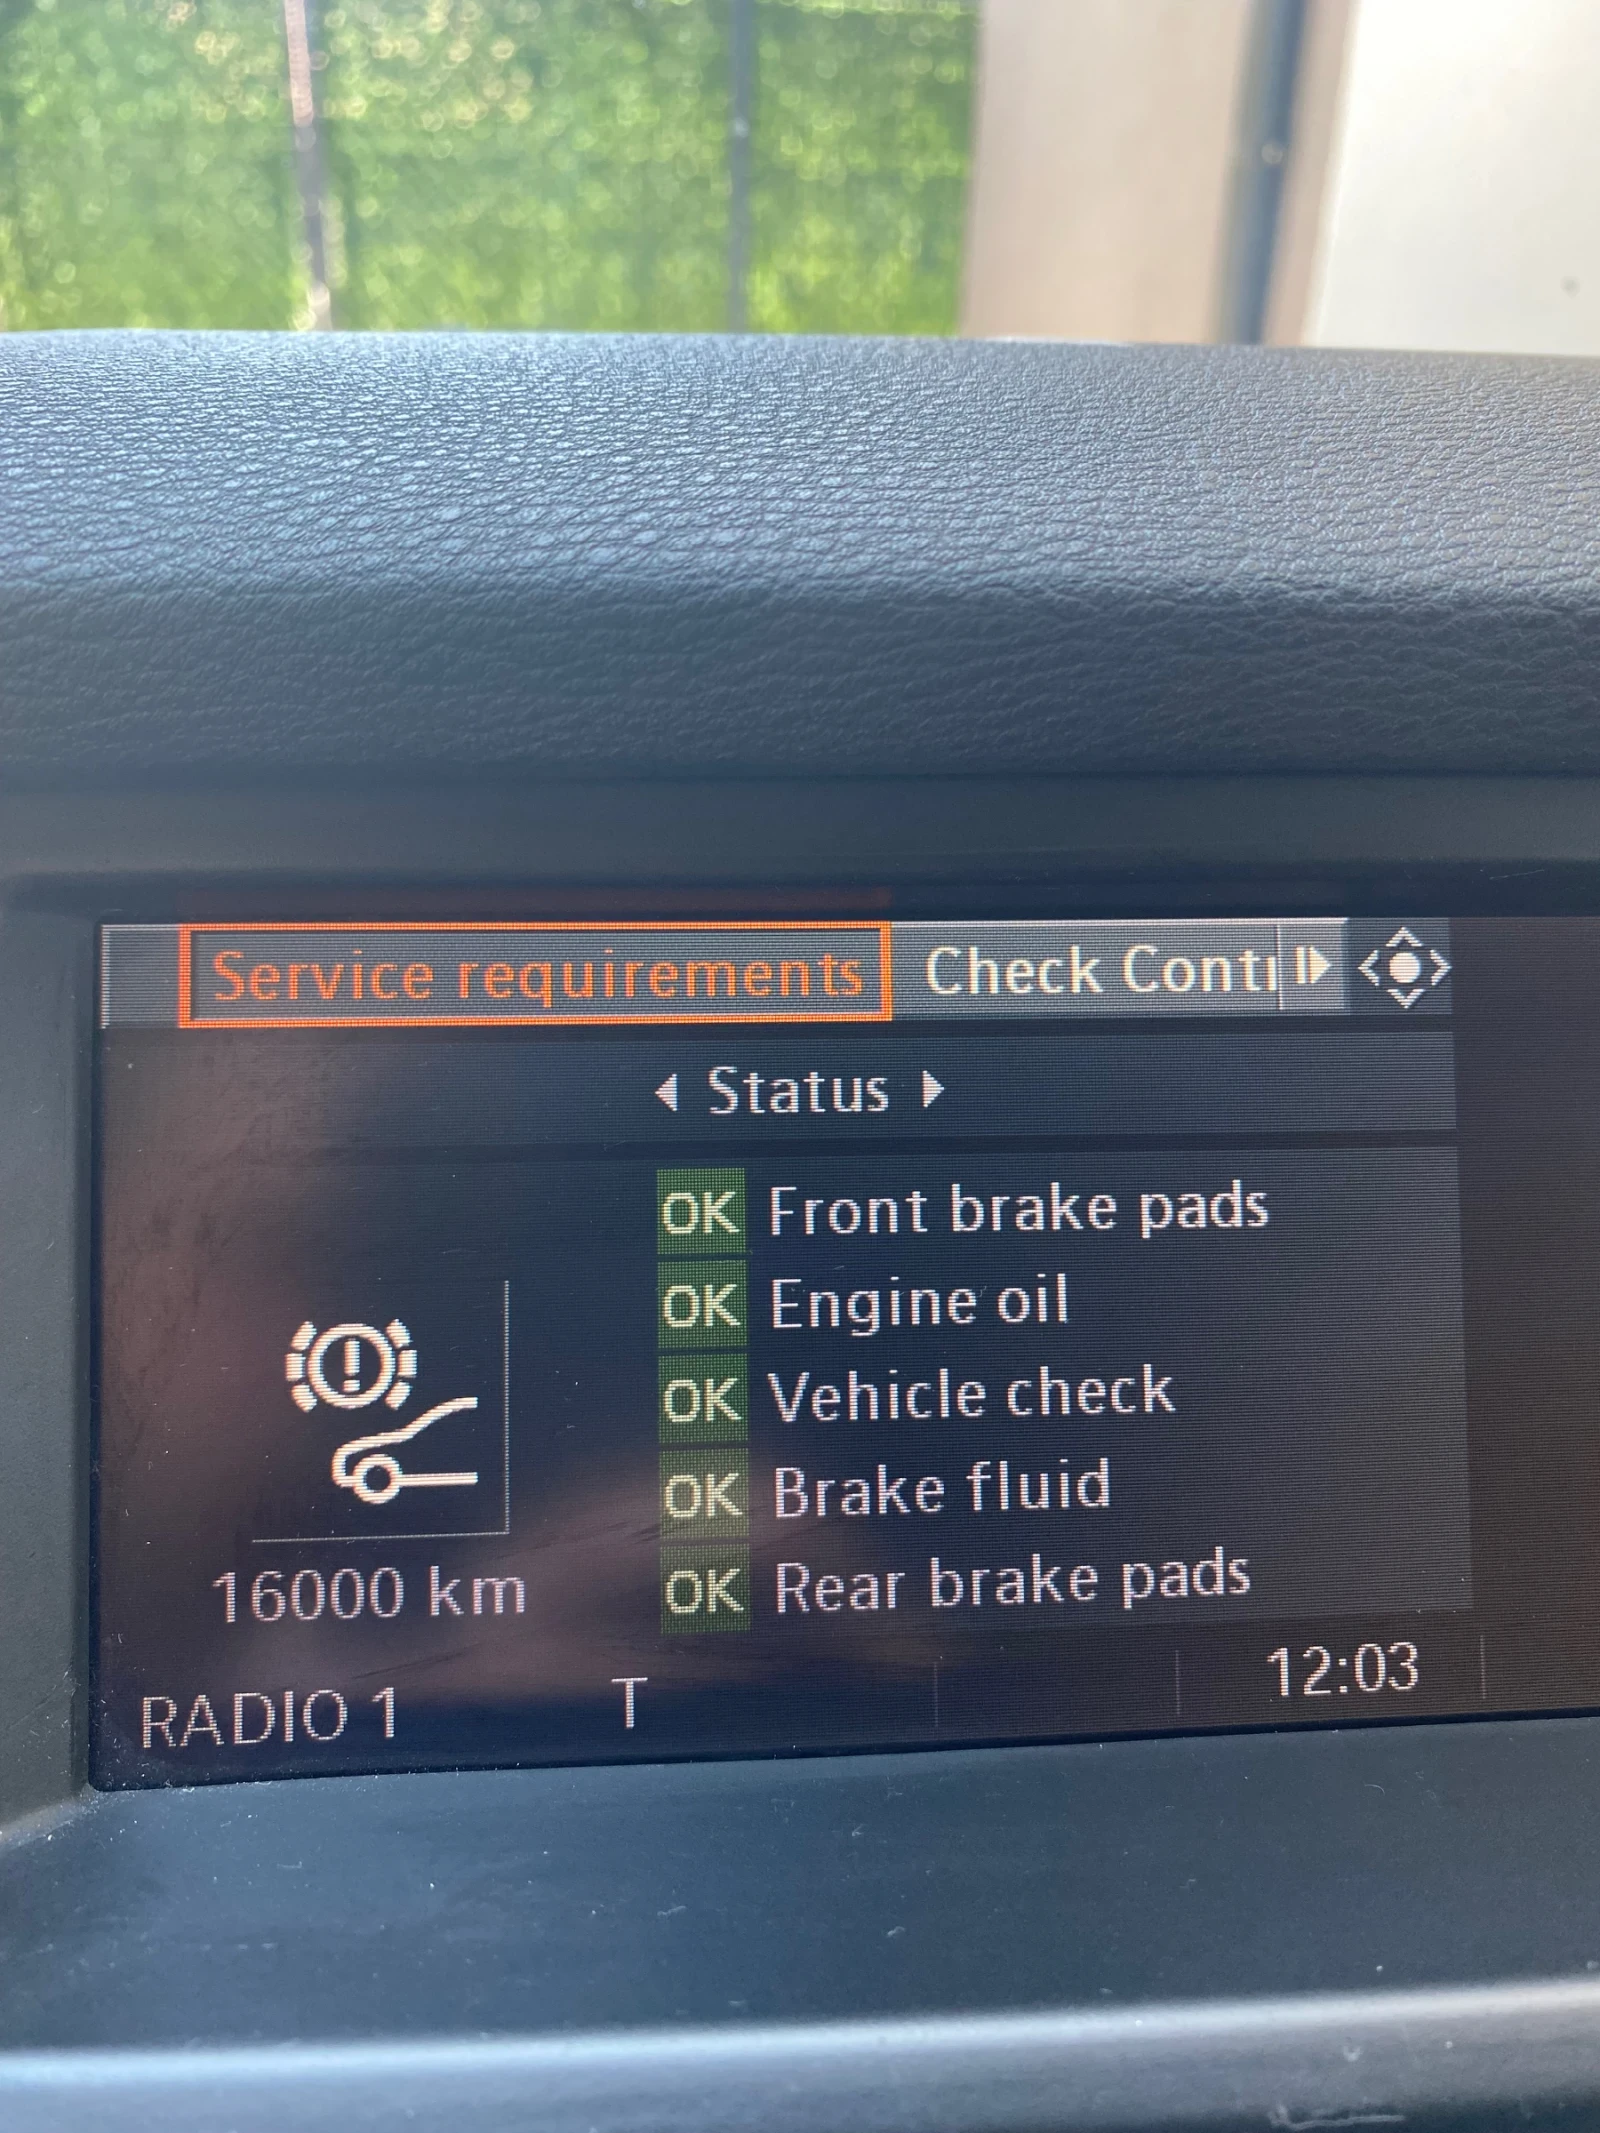 Service requirements Check Cont
Status
OK Front brake pads
OK Engine oil
OK Vehicle check
OK Brake fluid
OK Rear brake pads
16000 km
RADIO 1 T 12:03